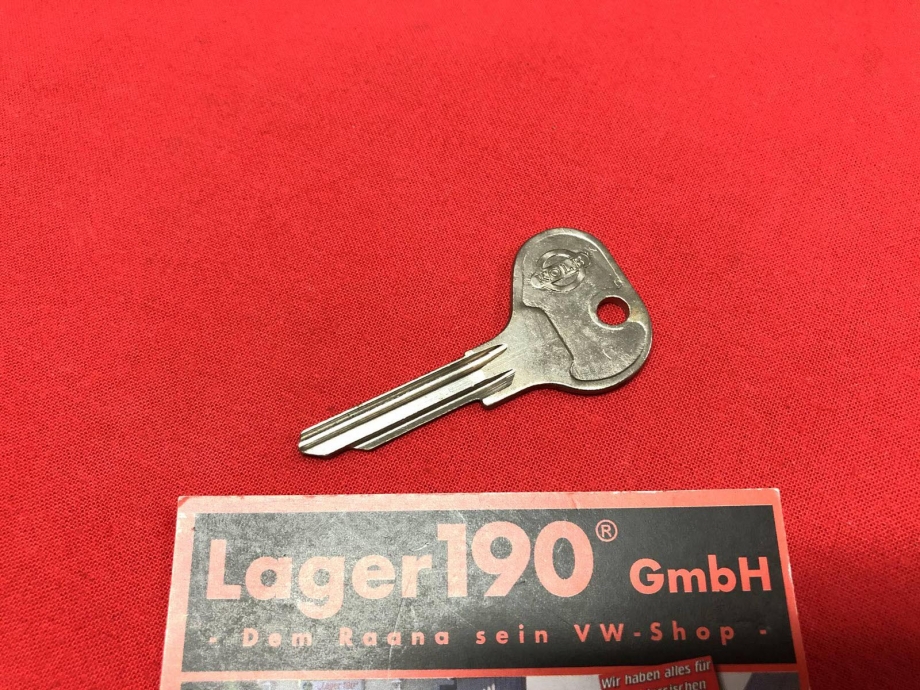 Lager190® GmbH
- Dem Raana sein VW-Shop -
Wir haben alles für